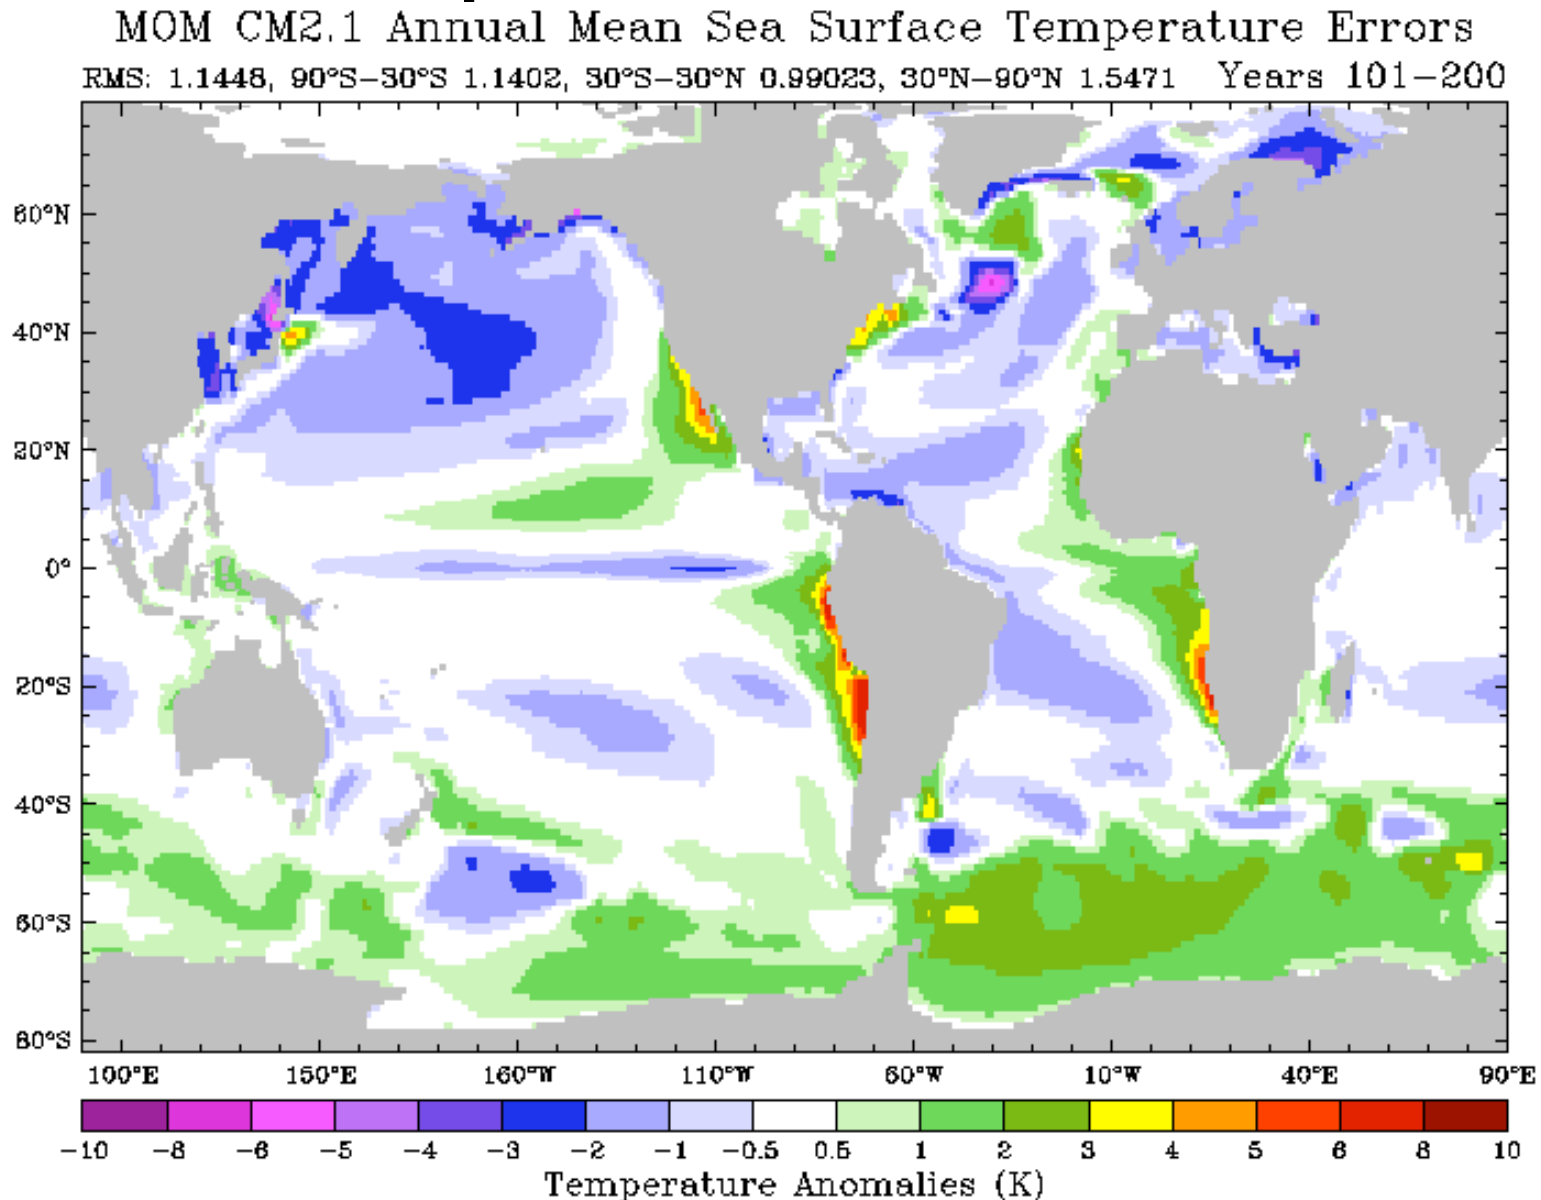 MOM CM2.1 Annual Mean Sea Surface Temperature Errors
RMS: 1.1448, 90°S-30°S 1.1402, 30°S-30°N 0.99023, 30°N-90°N 1.5471 Years 101-200
60°N
40°N
20°N
0°
20°S
40°S
60°S
80°S
100°E 150°E 160°W 110°W 60°W 10°W 40°E 90°E
-10 -8 -6 -5 -4 -3 -2 -1 -0.5 0.5 1 2 3 4 5 6 8 10
Temperature Anomalies (K)